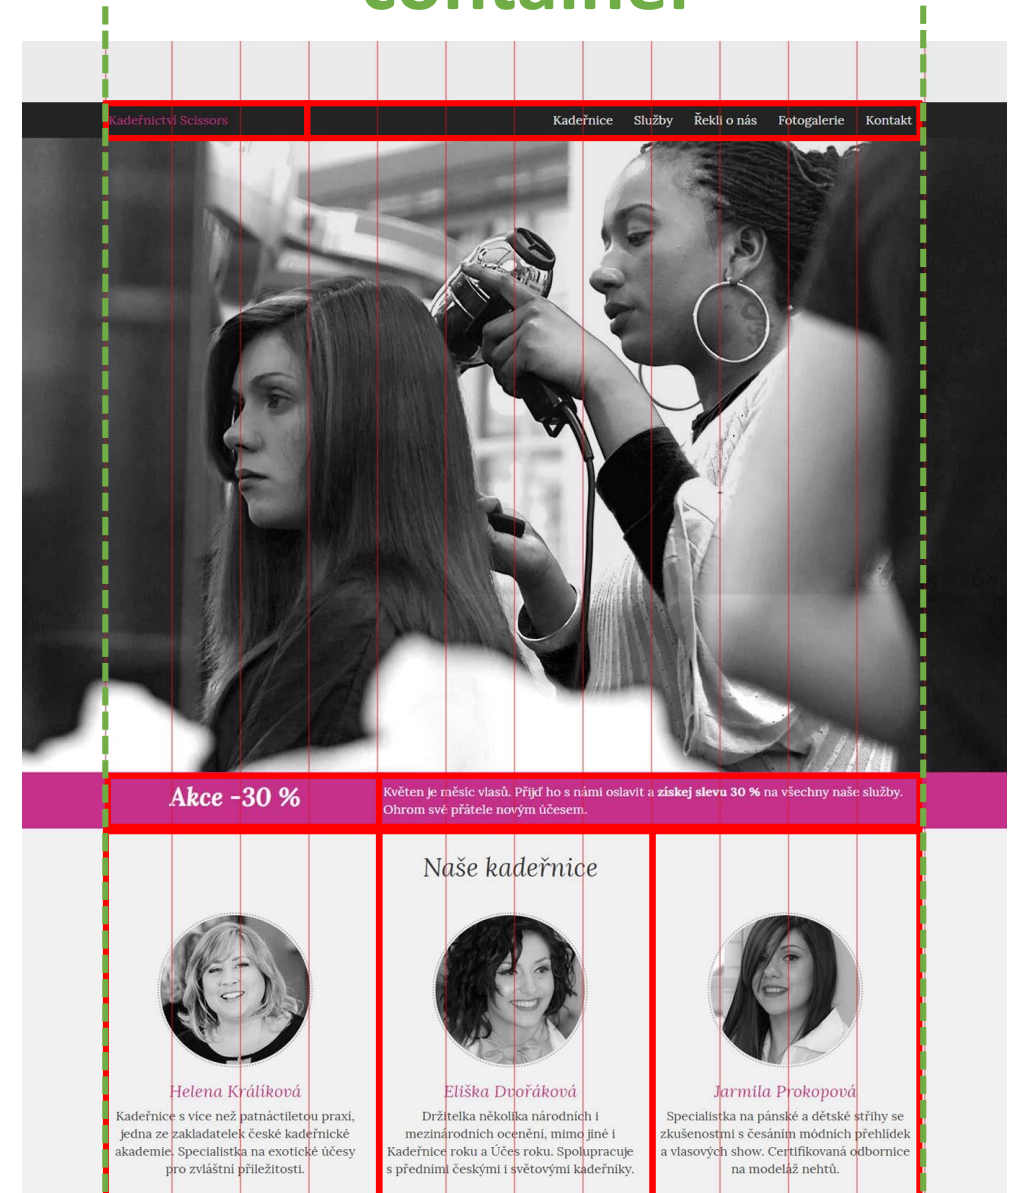 container
Kadeřnictví Scissors
Kadeřnice Služby Řekli o nás Fotogalerie Kontakt
Akce -30 %
Květen je měsíc vlasů. Přijď ho s námi oslavit a získej slevu 30 % na všechny naše služby.
Ohrom své přátele novým účesem.
Naše kadeřnice
Helena Králíková
Kadeřnice s více než patnáctiletou praxí,
jedna ze zakladatelek české kadeřnické
akademie. Specialistka na exotické účesy
pro zvláštní příležitosti.
Eliška Dvořáková
Držitelka několika národních i
mezinárodních ocenění, mimo jiné i
Kadeřnice roku a Účes roku. Spolupracuje
s předními českými i světovými kadeřníky.
Jarmila Prokopová
Specialistka na pánské a dětské střihy se
zkušenostmi s česáním módních přehlídek
a vlasových show. Certifikovaná odbornice
na modeláž nehtů.